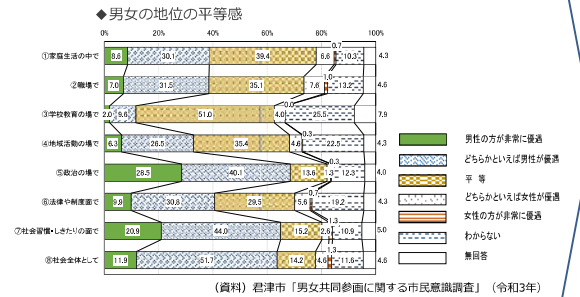 ◆男女の地位の平等感
0% 20% 40% 60% 80% 100%
①家庭生活の中で 8.6 30.1 39.4 6.6 0.7 4.3
②職場で 7.0 31.5 35.1 7.6 1.0 13.2 4.6
③学校教育の場で 2.0 9.6 51.0 4.0 0.0 25.5 7.9
④地域活動の場で 6.3 26.5 35.4 4.6 0.3 22.5 4.3
⑤政治の場で 28.5 40.1 13.6 1.3 0.3 12.3 4.0
⑥法律や制度面で 9.9 30.8 29.5 5.6 19.2 4.3
⑦社会習慣・しきたりの面で 20.9 44.0 15.2 2.6 1.3 10.9 5.0
⑧社会全体として 11.9 51.7 14.2 4.6 1.3 11.6 4.6
男性の方が非常に優遇
どちらかといえば男性が優遇
平 等
どちらかといえば女性が優遇
女性の方が非常に優遇
わからない
無回答
（資料）君津市「男女共同参画に関する市民意識調査」（令和3年）